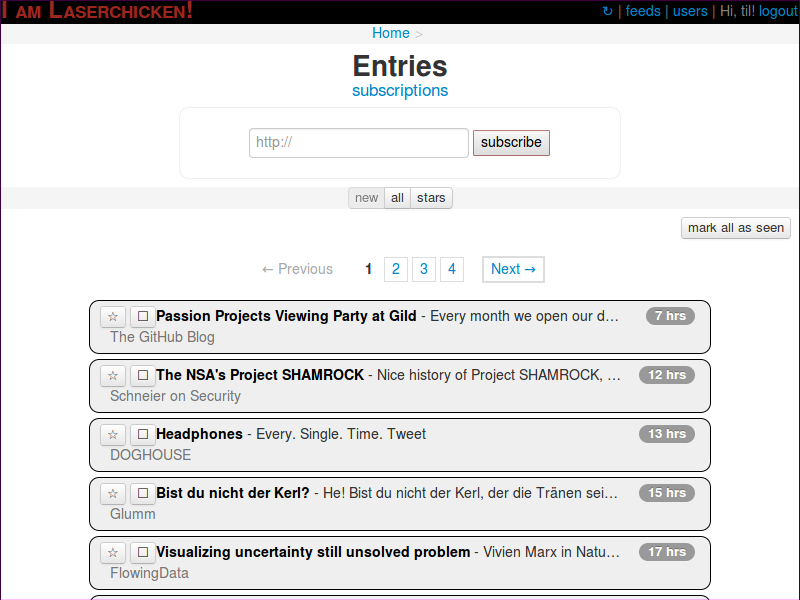 I AM LASERCHICKEN!
↻ | feeds | users | Hi, til! logout
Home >
Entries
subscriptions
http:// subscribe
new all stars
mark all as seen
← Previous 1 2 3 4 Next →
☆ ☐ Passion Projects Viewing Party at Gild - Every month we open our d… 7 hrs
The GitHub Blog
☆ ☐ The NSA's Project SHAMROCK - Nice history of Project SHAMROCK, … 12 hrs
Schneier on Security
☆ ☐ Headphones - Every. Single. Time. Tweet 13 hrs
DOGHOUSE
☆ ☐ Bist du nicht der Kerl? - He! Bist du nicht der Kerl, der die Tränen sei… 15 hrs
Glumm
☆ ☐ Visualizing uncertainty still unsolved problem - Vivien Marx in Natu… 17 hrs
FlowingData